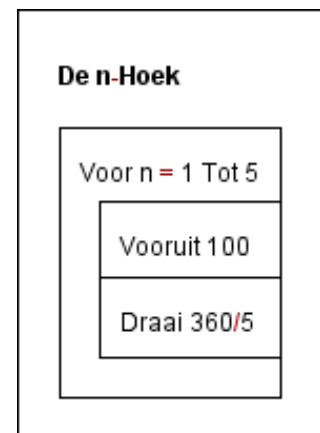 De n-Hoek
Voor n = 1 Tot 5
Vooruit 100
Draai 360/5